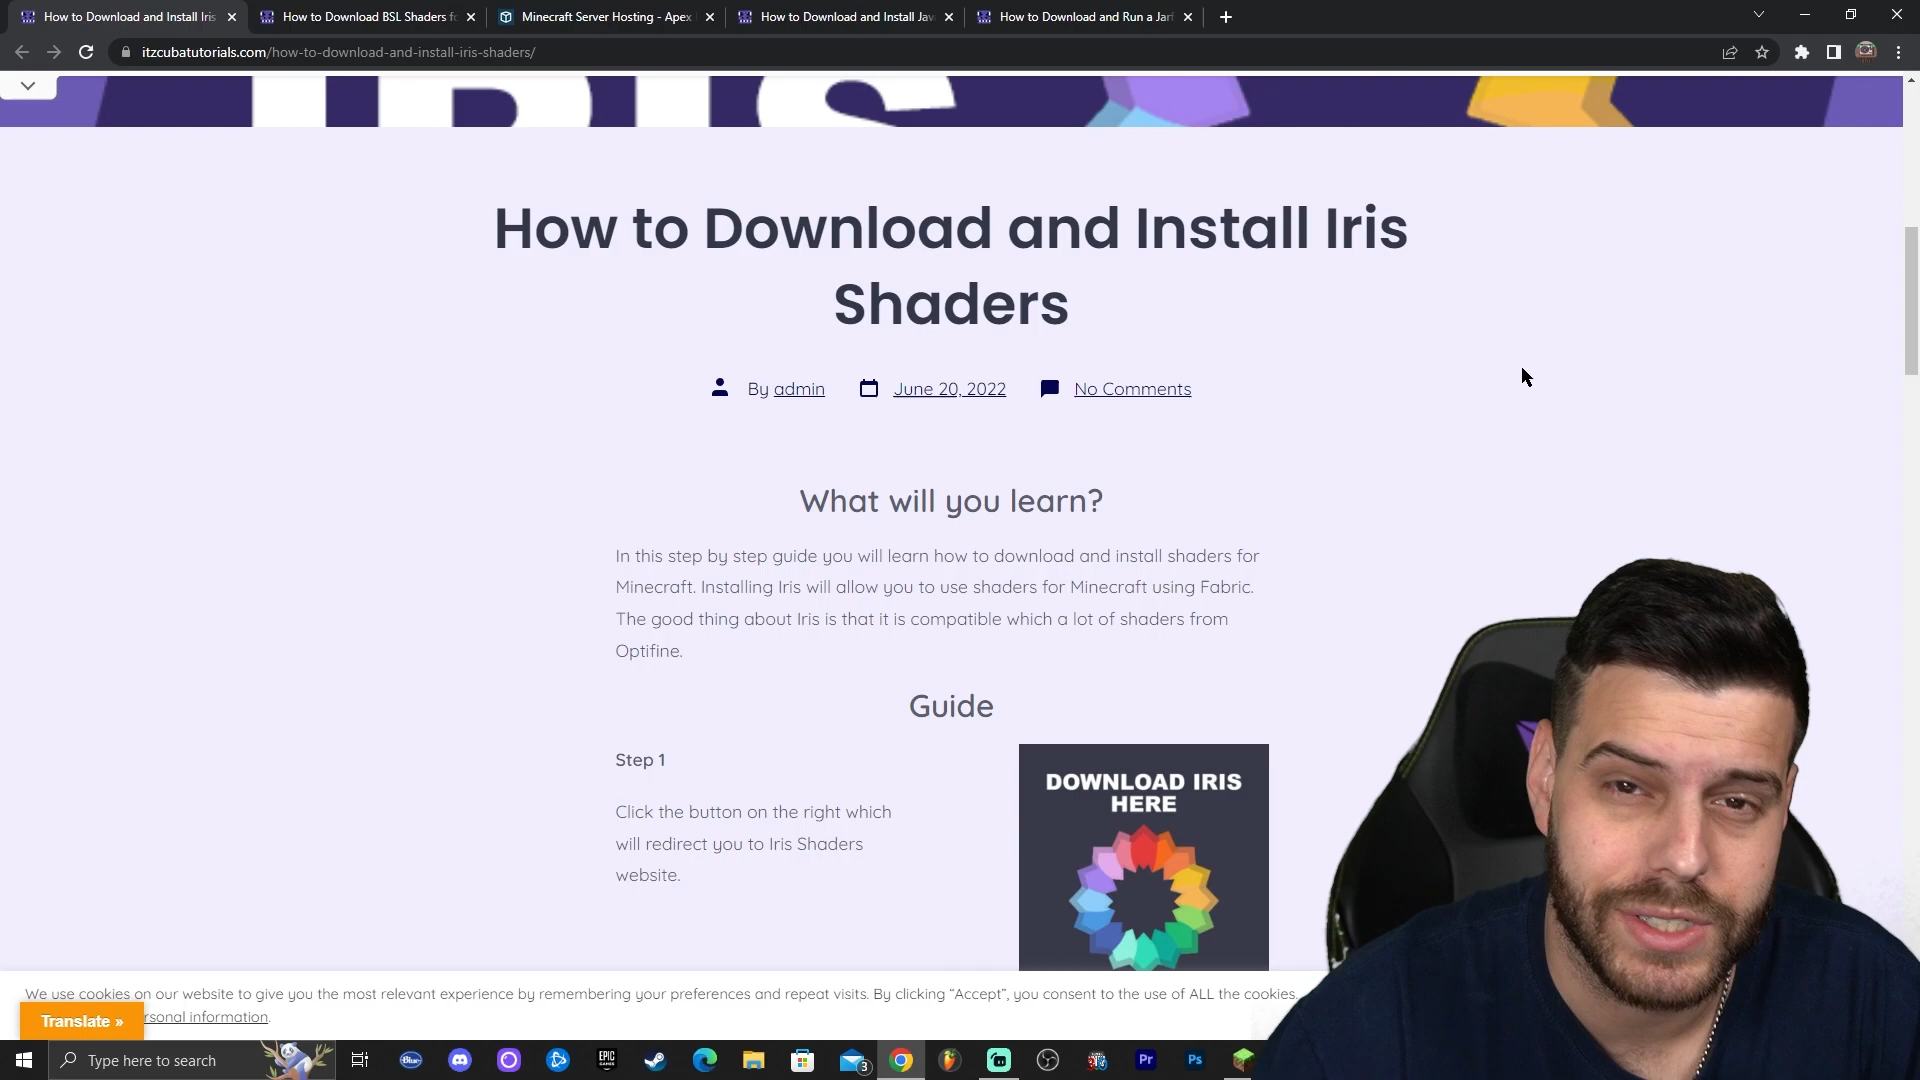 How to Download and Install Iris
How to Download BSL Shaders fo
Minecraft Server Hosting - Apex
How to Download and Install Jav
How to Download and Run a Jar
itzcubatutorials.com/how-to-download-and-install-iris-shaders/
IRIS
How to Download and Install Iris
Shaders
By admin
June 20, 2022
No Comments
What will you learn?
In this step by step guide you will learn how to download and install shaders for
Minecraft. Installing Iris will allow you to use shaders for Minecraft using Fabric.
The good thing about Iris is that it is compatible which a lot of shaders from
Optifine.
Guide
Step 1
Click the button on the right which
will redirect you to Iris Shaders
website.
DOWNLOAD IRIS
HERE
We use cookies on our website to give you the most relevant experience by remembering your preferences and repeat visits. By clicking “Accept”, you consent to the use of ALL the cookies.
rsonal information.
Translate »
Type here to search
Blue
EPIC
GAMES
3
Pr
Ps